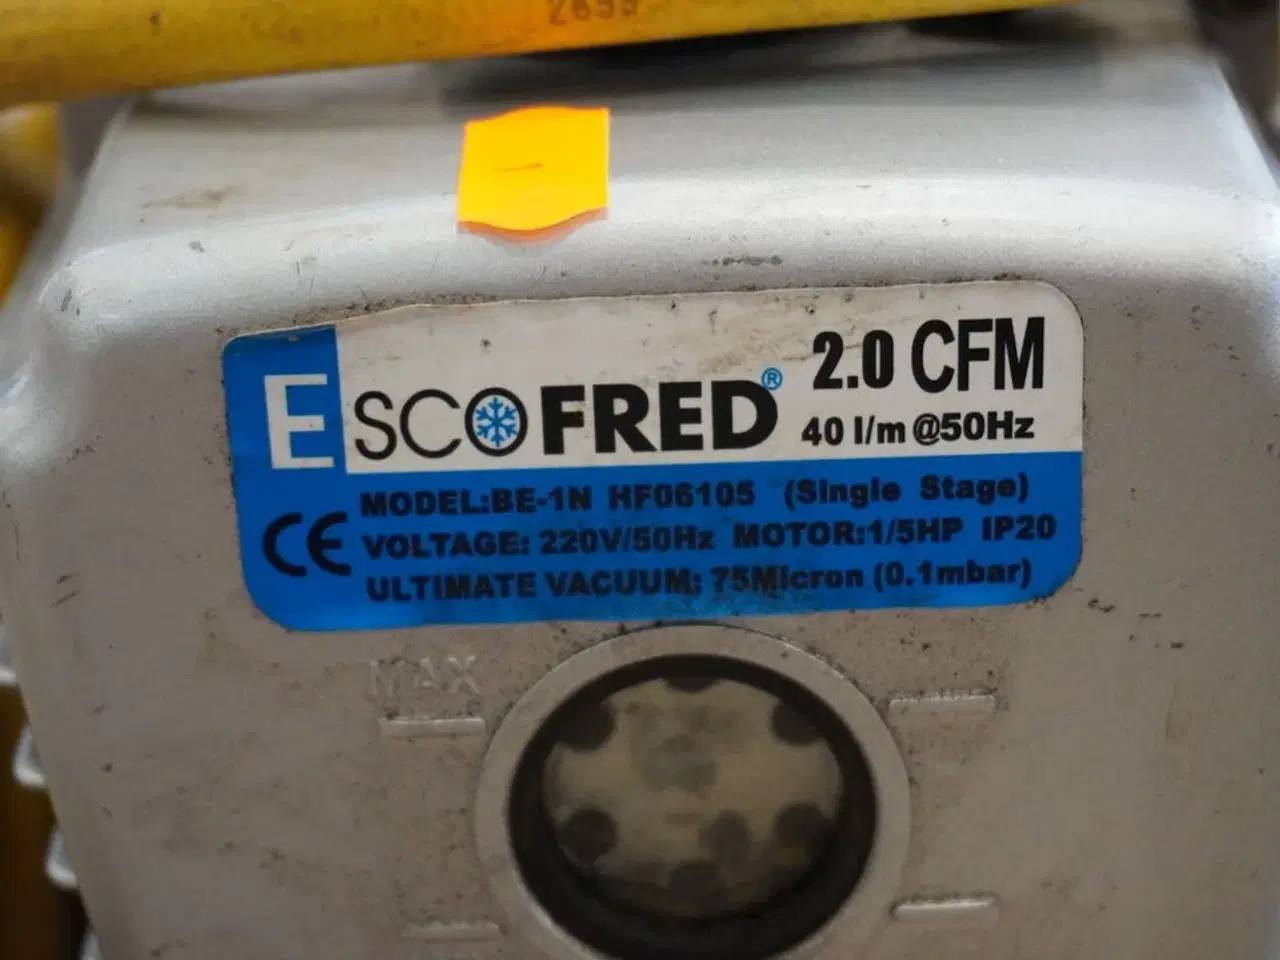 2699
ESCOFRED®
2.0 CFM
40 l/m @50Hz
MODEL:BE-1N HF06105 (Single Stage)
CE VOLTAGE: 220V/50Hz MOTOR:1/5HP IP20
ULTIMATE VACUUM: 75Micron (0.1mbar)
MAX